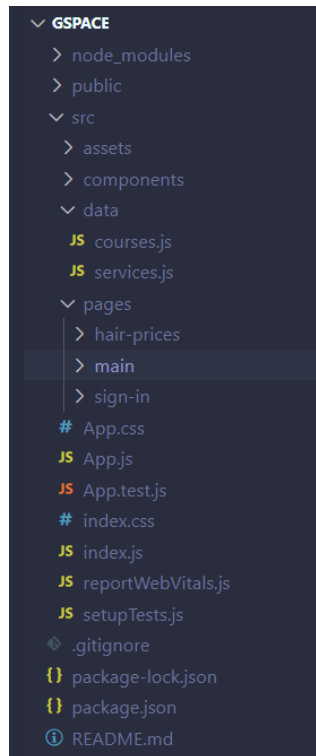 GSPACE
node_modules
public
src
assets
components
data
JS courses.js
JS services.js
pages
hair-prices
main
sign-in
# App.css
JS App.js
JS App.test.js
# index.css
JS index.js
JS reportWebVitals.js
JS setupTests.js
.gitignore
{} package-lock.json
{} package.json
README.md